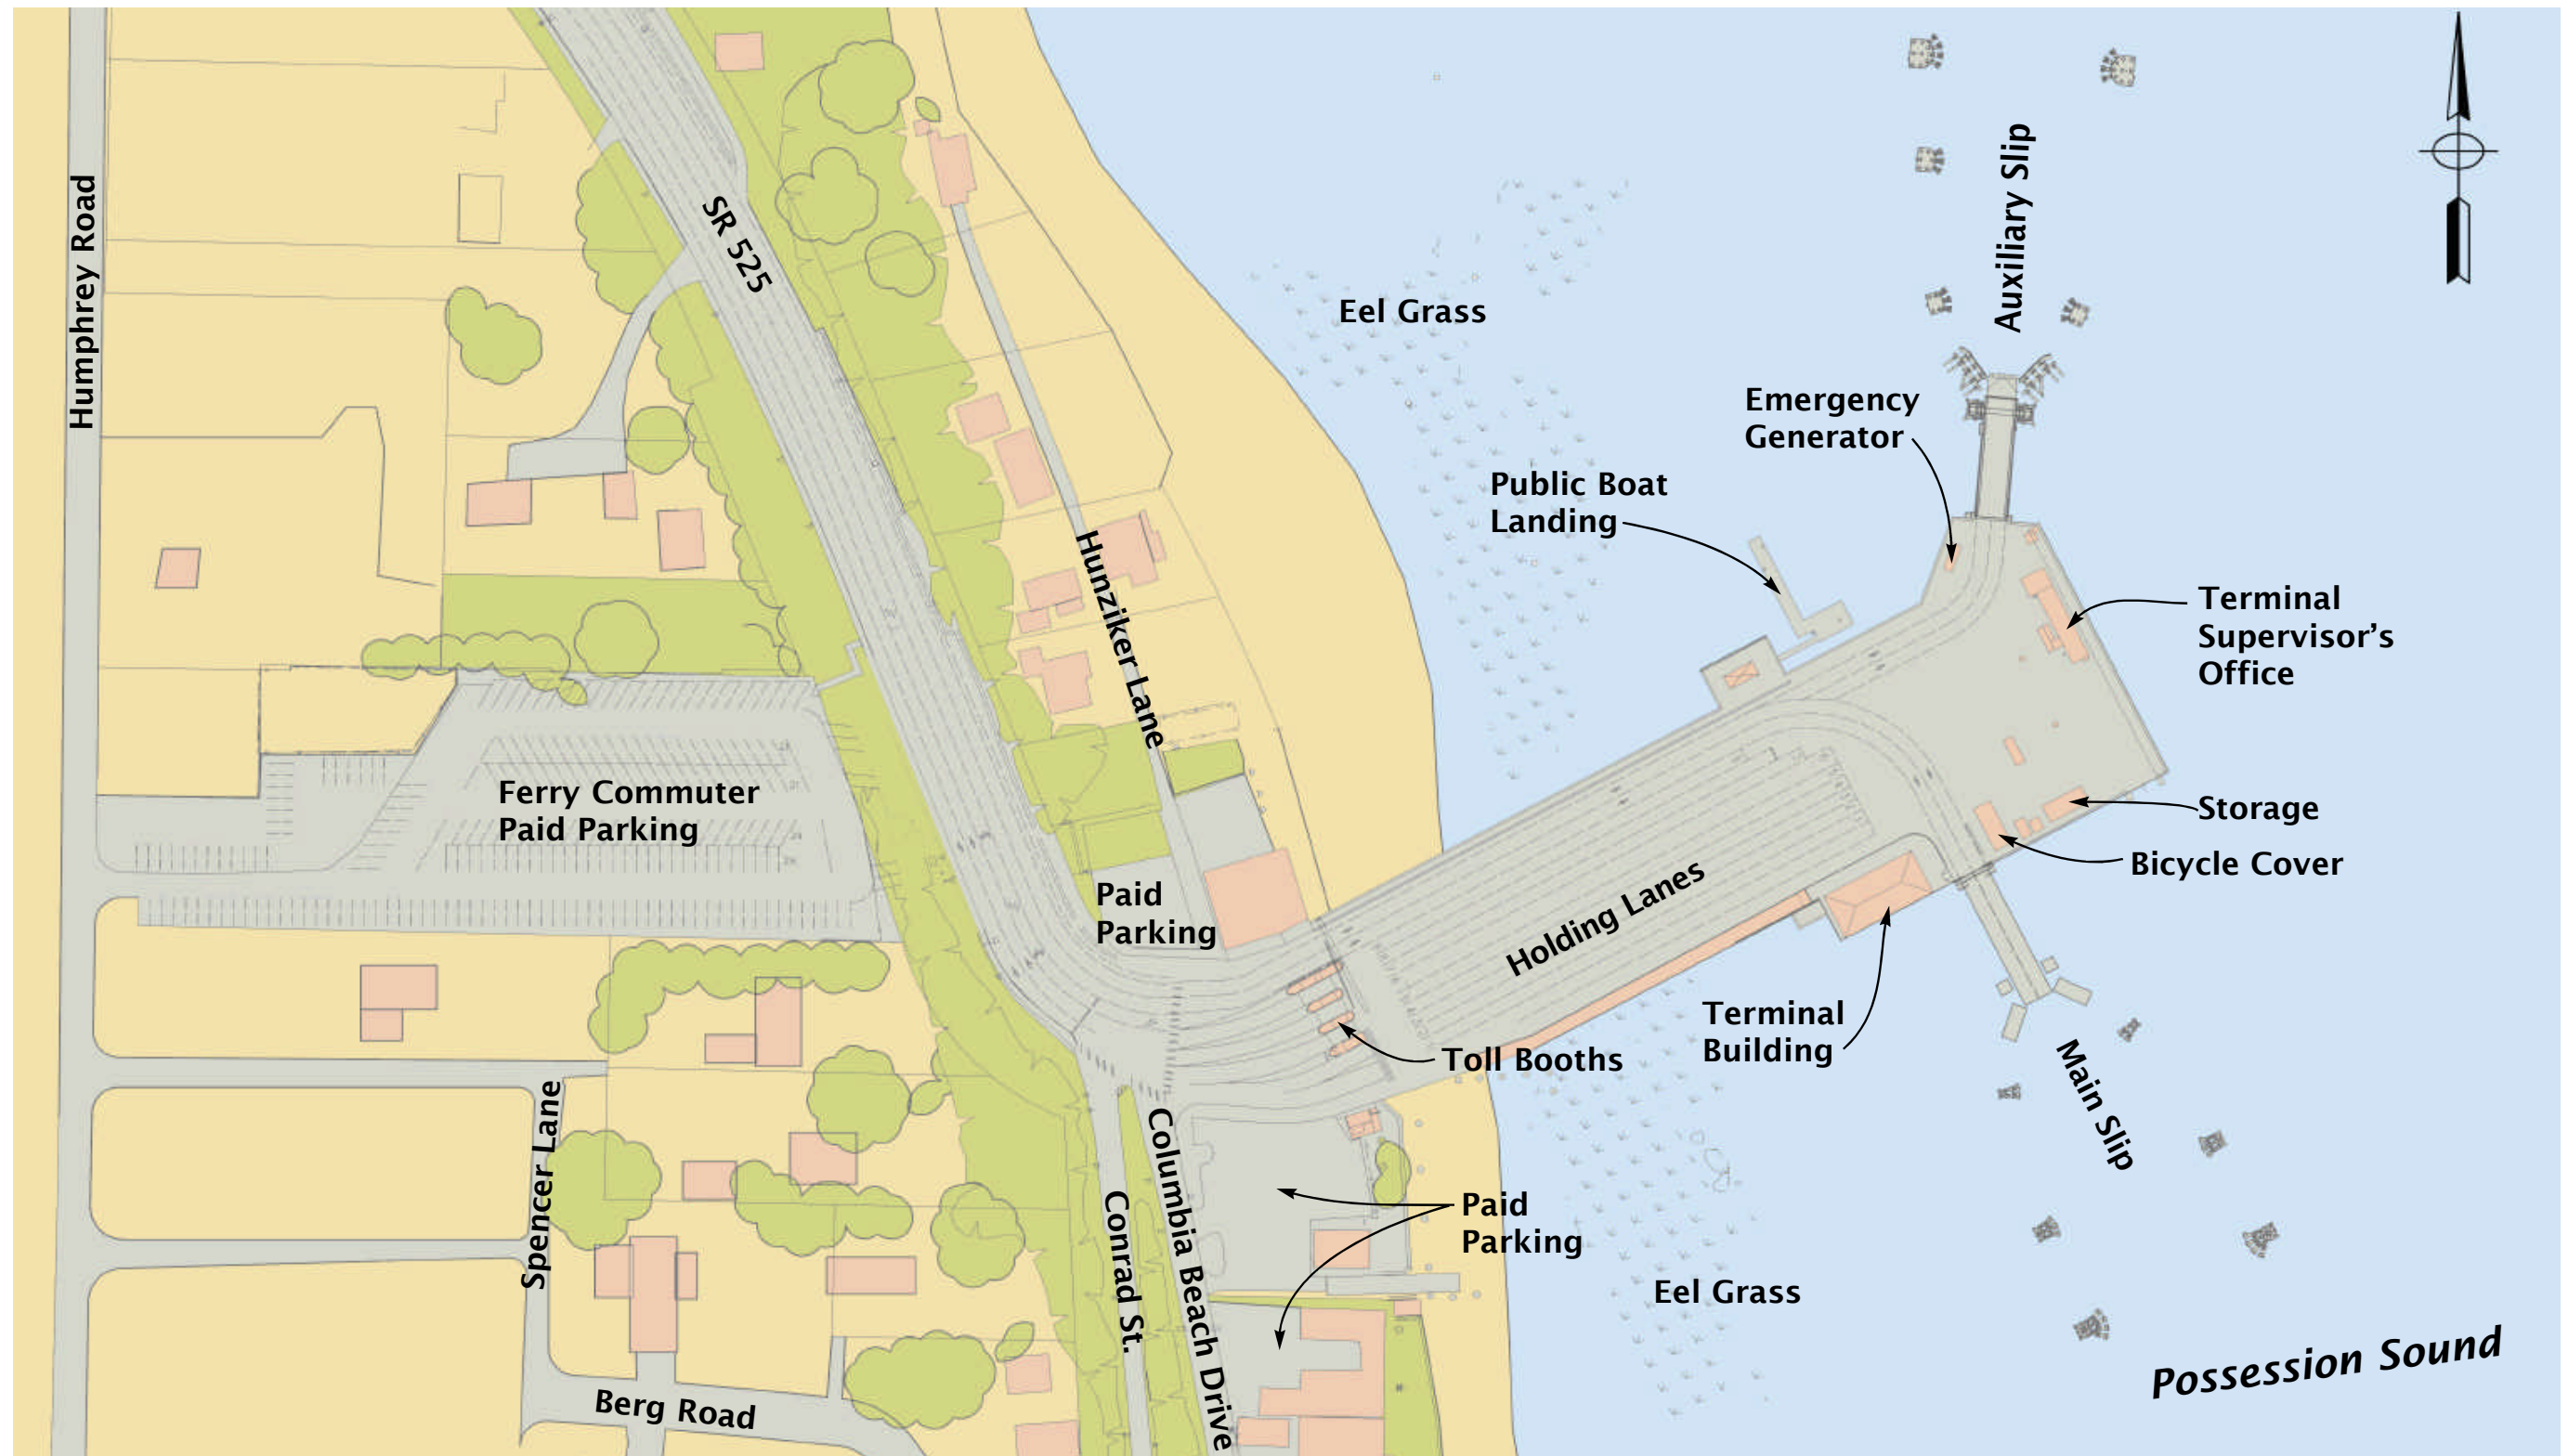 Humphrey Road
SR 525
Eel Grass
Auxiliary Slip
Emergency
Generator
Public Boat
Landing
Hunziker Lane
Terminal
Supervisor's
Office
Ferry Commuter
Paid Parking
Storage
Bicycle Cover
Paid
Parking
Holding Lanes
Terminal
Building
Toll Booths
Main Slip
Spencer Lane
Conrad St.
Columbia Beach Drive
Paid
Parking
Eel Grass
Possession Sound
Berg Road